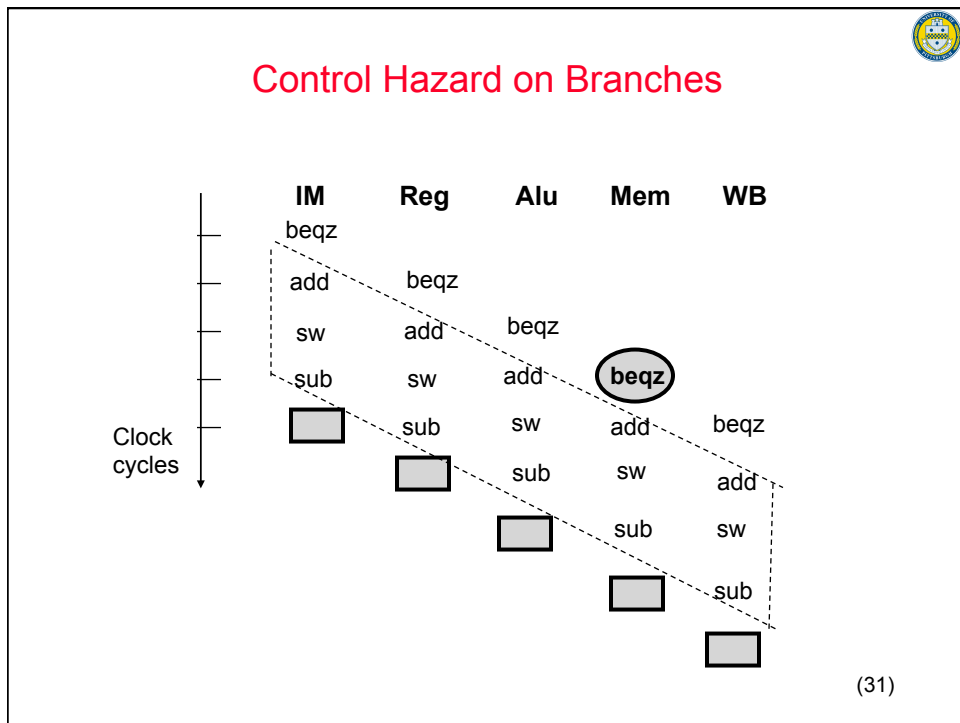 Control Hazard on Branches
IM Reg Alu Mem WB
beqz
add beqz
sw add beqz
sub sw add beqz
sub sw add beqz
sub sw add
sub sw
sub
Clock
cycles
(31)